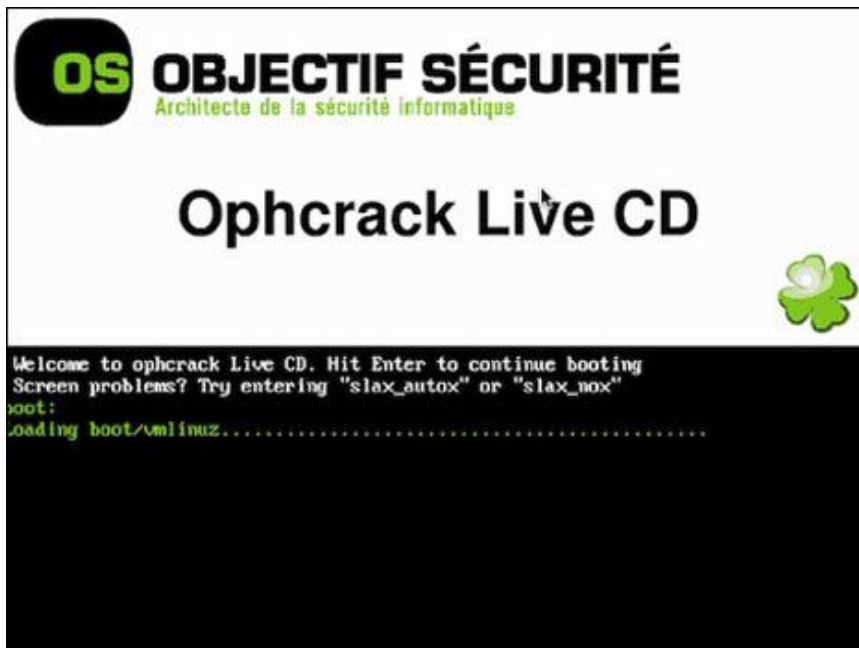 OS OBJECTIF SÉCURITÉ
Architecte de la sécurité informatique
Ophcrack Live CD
Welcome to ophcrack Live CD. Hit Enter to continue booting
Screen problems? Try entering "slax_autox" or "slax_nox"
boot:
Loading boot/vmlinuz..............................................